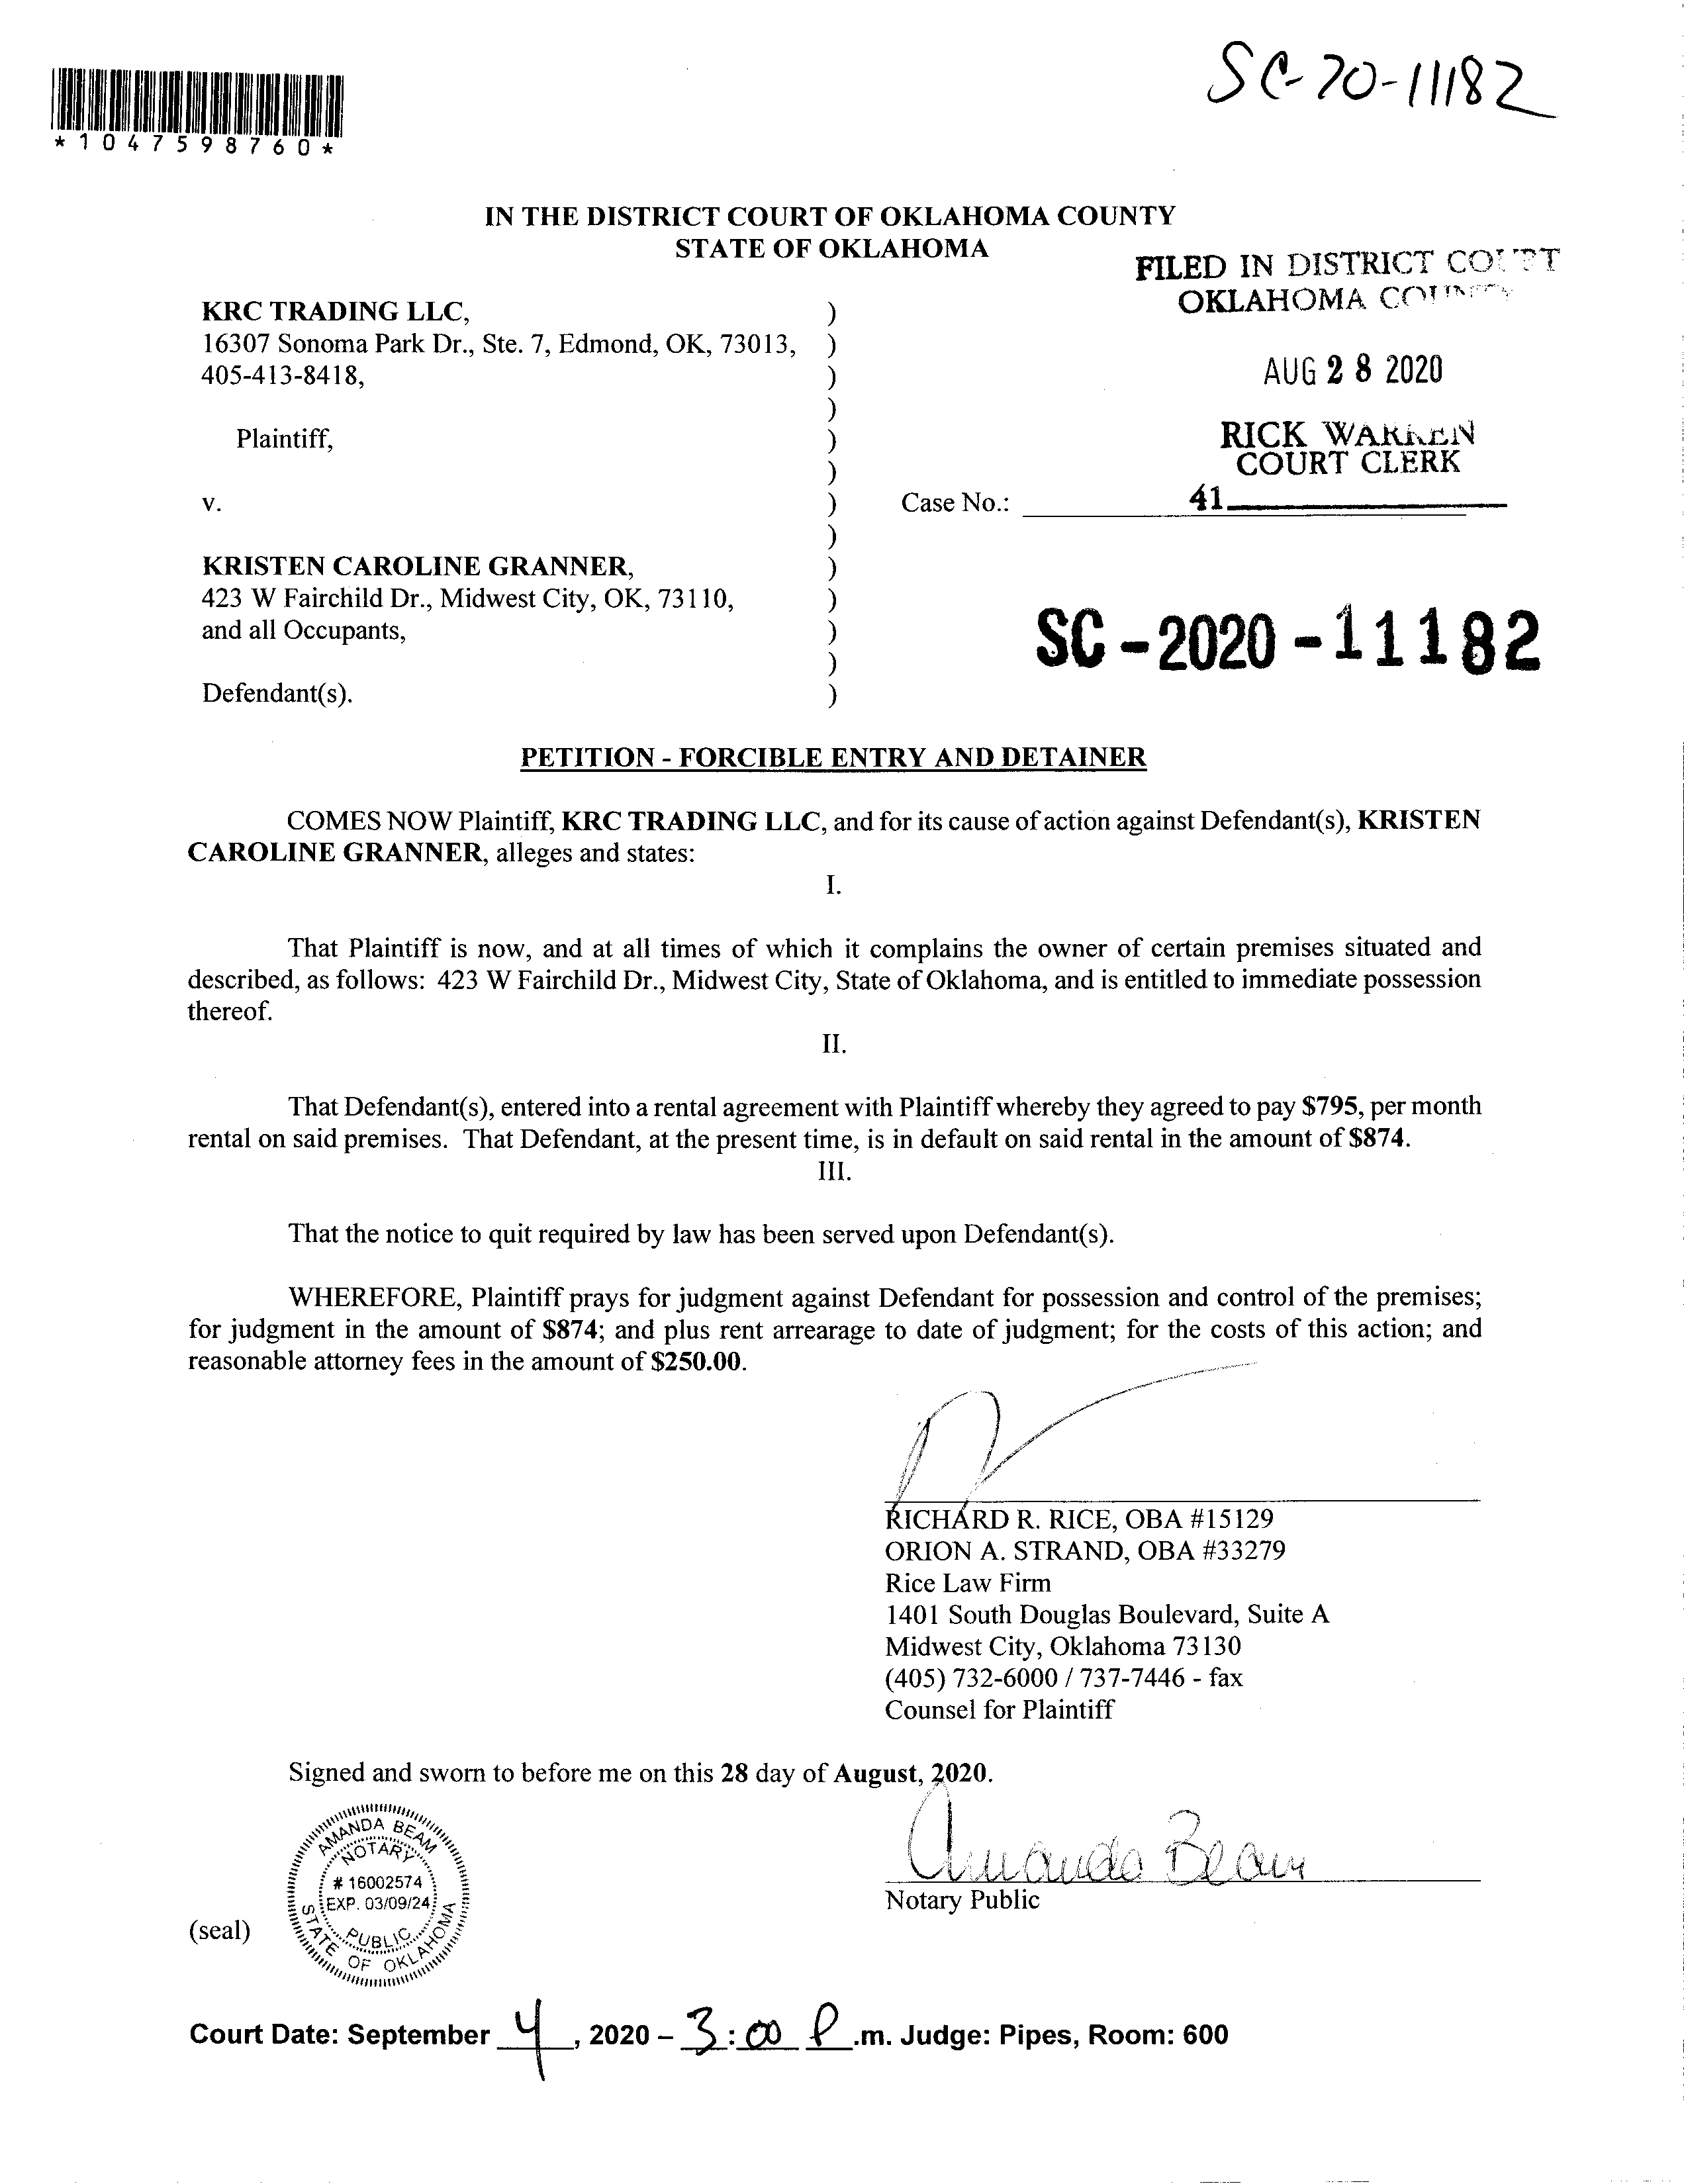 SC-20-11182
*1047598760*
IN THE DISTRICT COURT OF OKLAHOMA COUNTY
STATE OF OKLAHOMA
FILED IN DISTRICT COURT
OKLAHOMA COUNTY
KRC TRADING LLC, )
16307 Sonoma Park Dr., Ste. 7, Edmond, OK, 73013, )
405-413-8418, )
AUG 28 2020
)
Plaintiff, )
RICK WARREN
COURT CLERK
)
v. ) Case No.: 41
)
KRISTEN CAROLINE GRANNER, )
423 W Fairchild Dr., Midwest City, OK, 73110, )
and all Occupants, )
SC-2020-11182
)
Defendant(s). )
PETITION - FORCIBLE ENTRY AND DETAINER
COMES NOW Plaintiff, KRC TRADING LLC, and for its cause of action against Defendant(s), KRISTEN
CAROLINE GRANNER, alleges and states:
I.
That Plaintiff is now, and at all times of which it complains the owner of certain premises situated and
described, as follows: 423 W Fairchild Dr., Midwest City, State of Oklahoma, and is entitled to immediate possession
thereof.
II.
That Defendant(s), entered into a rental agreement with Plaintiff whereby they agreed to pay $795, per month
rental on said premises. That Defendant, at the present time, is in default on said rental in the amount of $874.
III.
That the notice to quit required by law has been served upon Defendant(s).
WHEREFORE, Plaintiff prays for judgment against Defendant for possession and control of the premises;
for judgment in the amount of $874; and plus rent arrearage to date of judgment; for the costs of this action; and
reasonable attorney fees in the amount of $250.00.
RICHARD R. RICE, OBA #15129
ORION A. STRAND, OBA #33279
Rice Law Firm
1401 South Douglas Boulevard, Suite A
Midwest City, Oklahoma 73130
(405) 732-6000 / 737-7446 - fax
Counsel for Plaintiff
Signed and sworn to before me on this 28 day of August, 2020.
Amanda Beam
Notary Public
AMANDA BEAM
NOTARY
# 16002574
EXP. 03/09/24
PUBLIC
STATE OF OKLAHOMA
(seal)
Court Date: September 4, 2020 – 3:00 P.m. Judge: Pipes, Room: 600